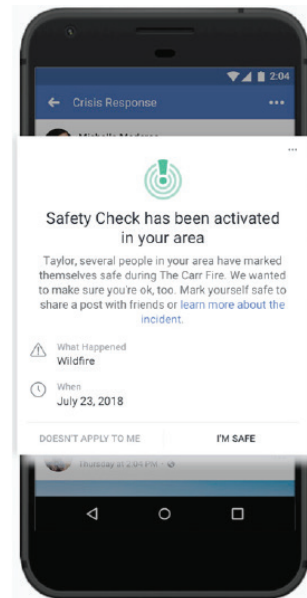 2:04
Crisis Response
Safety Check has been activated
in your area
Taylor, several people in your area have marked
themselves safe during The Carr Fire. We wanted
to make sure you're ok, too. Mark yourself safe to
share a post with friends or learn more about the
incident.
What Happened
Wildfire
When
July 23, 2018
DOESN'T APPLY TO ME
I'M SAFE
Thursday at 2:04 PM